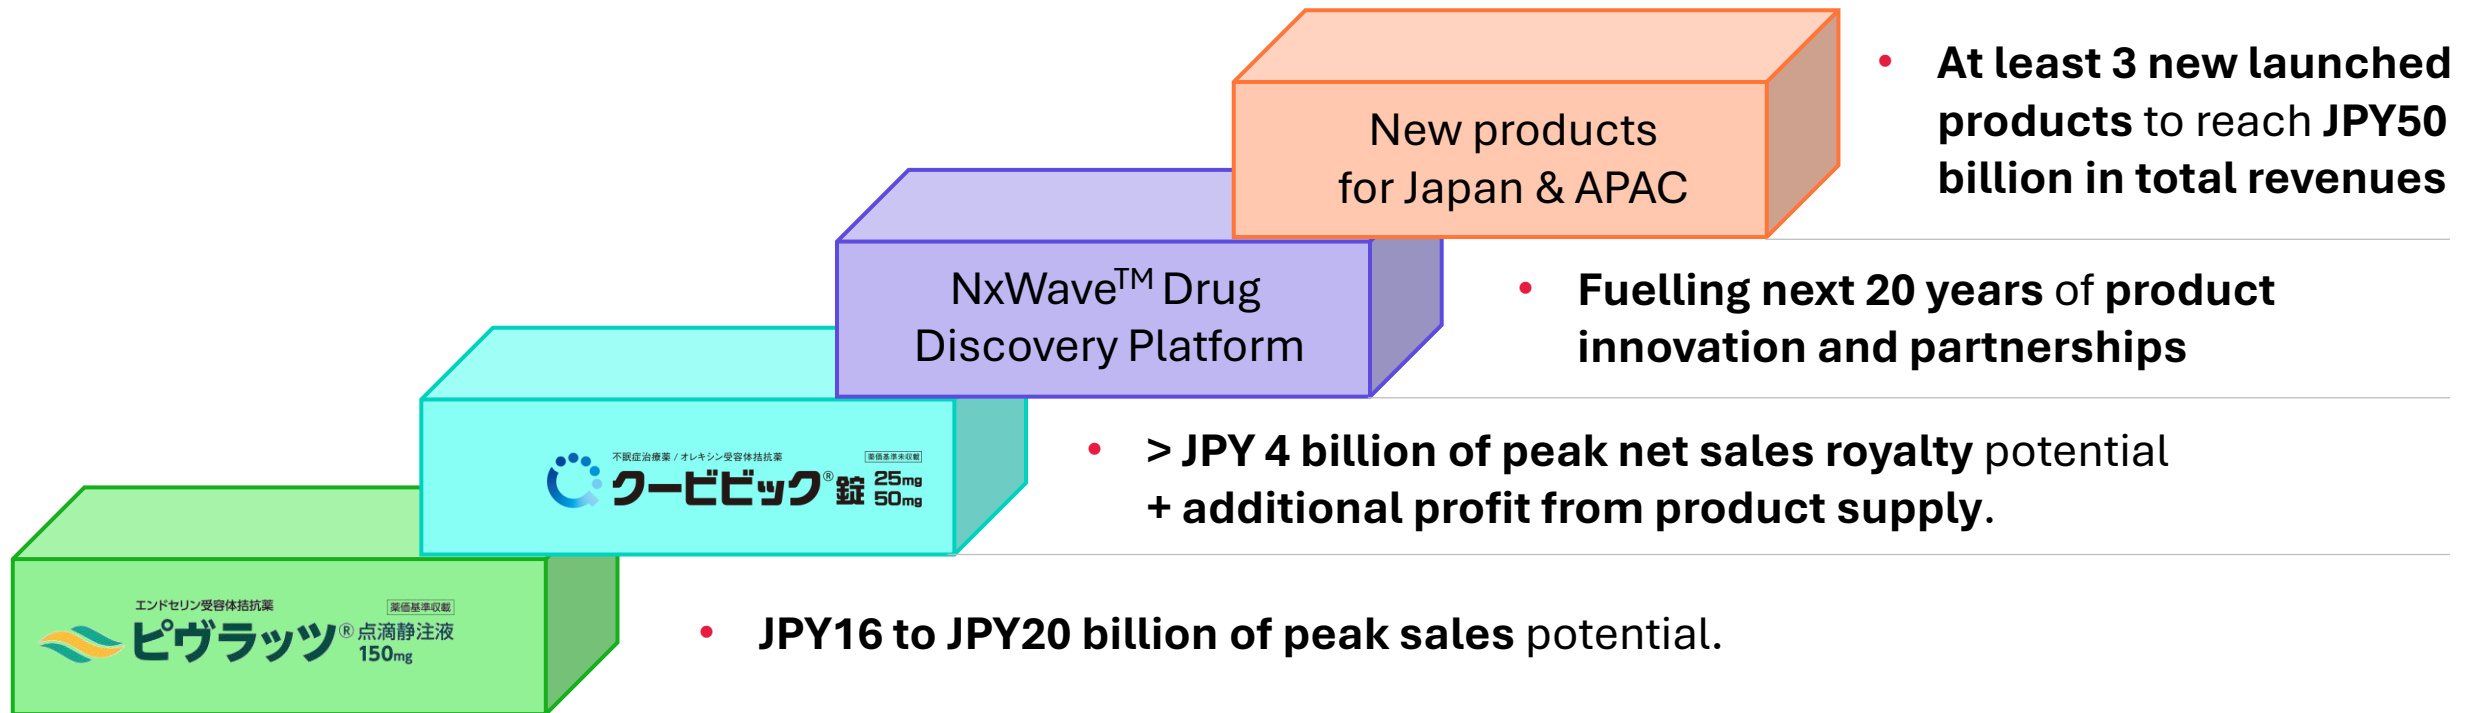 New products
for Japan & APAC
• At least 3 new launched
products to reach JPY50
billion in total revenues
NxWave™ Drug
Discovery Platform
• Fuelling next 20 years of product
innovation and partnerships
不眠症治療薬 / オレキシン受容体拮抗薬
薬価基準未収載
クービビック®錠 25mg
50mg
• > JPY 4 billion of peak net sales royalty potential
+ additional profit from product supply.
エンドセリン受容体拮抗薬
薬価基準収載
ピヴラッツ®点滴静注液
150mg
• JPY16 to JPY20 billion of peak sales potential.